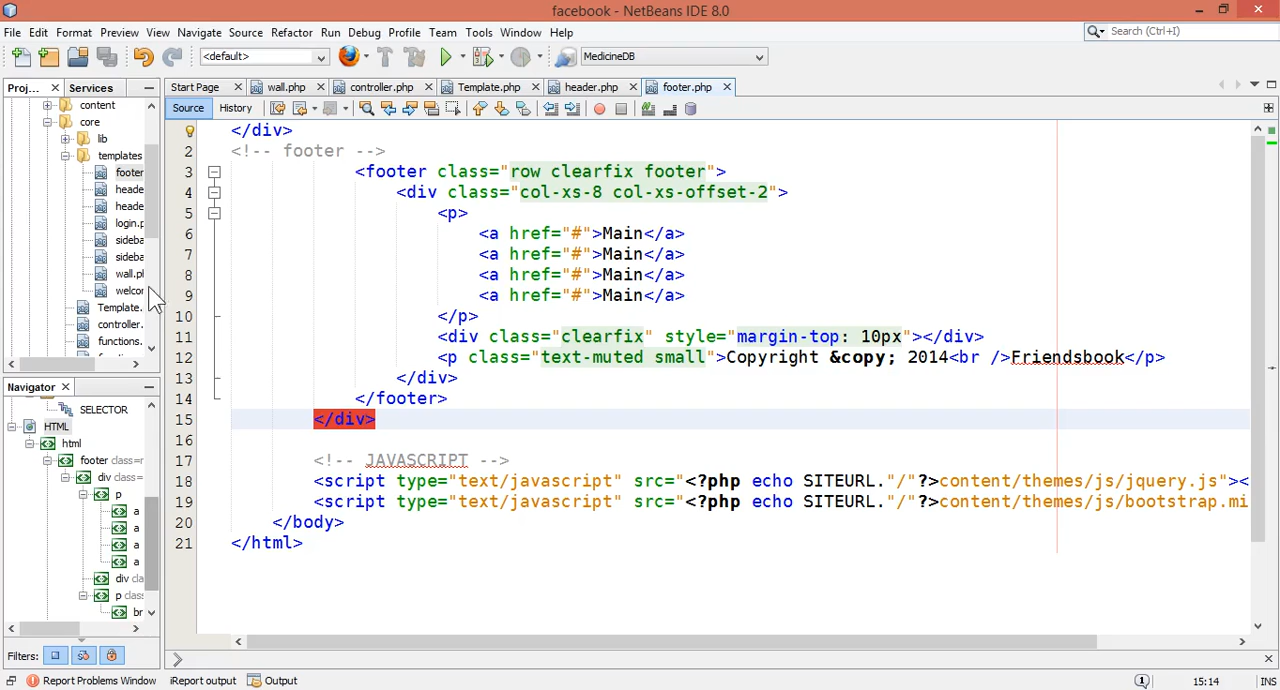 facebook - NetBeans IDE 8.0
File Edit Format Preview View Navigate Source Refactor Run Debug Profile Team Tools Window Help
Search (Ctrl+I)
<default>
MedicineDB
Proj... Services
Start Page wall.php controller.php Template.php header.php footer.php
Source History
content
core
lib
templates
footer
heade
heade
login.p
sideba
sideba
wall.pl
welcor
Template.
controller.
functions.
Navigator
SELECTOR
HTML
html
footer class=r
div class=
p
a
a
a
a
div cla
p class
br
Filters:
</div>
2 <!-- footer -->
3 <footer class="row clearfix footer">
4 <div class="col-xs-8 col-xs-offset-2">
5 <p>
6 <a href="#">Main</a>
7 <a href="#">Main</a>
8 <a href="#">Main</a>
9 <a href="#">Main</a>
10 </p>
11 <div class="clearfix" style="margin-top: 10px"></div>
12 <p class="text-muted small">Copyright &copy; 2014<br />Friendsbook</p>
13 </div>
14 </footer>
15 </div>
16
17 <!-- JAVASCRIPT -->
18 <script type="text/javascript" src="<?php echo SITEURL."/"?>content/themes/js/jquery.js"><
19 <script type="text/javascript" src="<?php echo SITEURL."/"?>content/themes/js/bootstrap.mi
20 </body>
21 </html>
Report Problems Window iReport output Output
1 15:14 INS